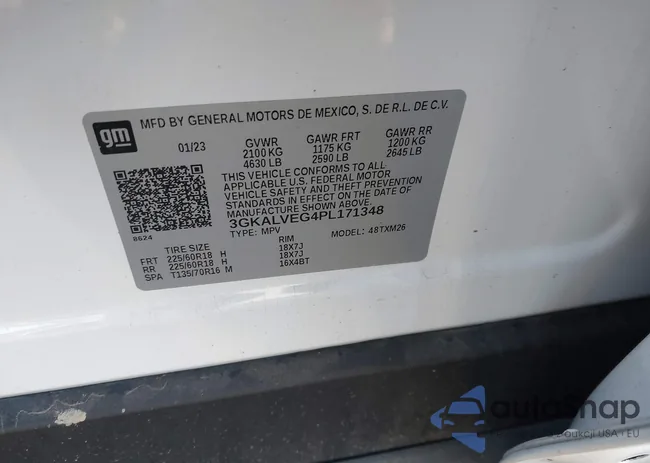 gm
MFD BY GENERAL MOTORS DE MEXICO, S. DE R.L. DE C.V.
01/23 GVWR GAWR FRT GAWR RR
2100 KG 1175 KG 1200 KG
4630 LB 2590 LB 2645 LB
THIS VEHICLE CONFORMS TO ALL
APPLICABLE U.S. FEDERAL MOTOR
VEHICLE SAFETY AND THEFT PREVENTION
STANDARDS IN EFFECT ON THE DATE OF
MANUFACTURE SHOWN ABOVE.
3GKALVEG4PL171348
8624
TYPE: MPV MODEL: 48TXM26
TIRE SIZE RIM
FRT 225/60R18 H 18X7J
RR 225/60R18 H 18X7J
SPA T135/70R16 M 16X4BT
autoSnap
aukcji USA i EU